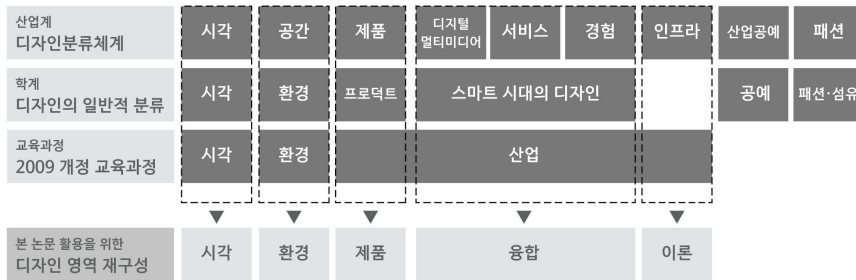 산업계
디자인분류체계
시각 공간 제품 디지털 멀티미디어 서비스 경험 인프라 산업공예 패션
학계
디자인의 일반적 분류
시각 환경 프로덕트 스마트 시대의 디자인 공예 패션·섬유
교육과정
2009 개정 교육과정
시각 환경 산업
본 논문 활용을 위한
디자인 영역 재구성
시각 환경 제품 융합 이론